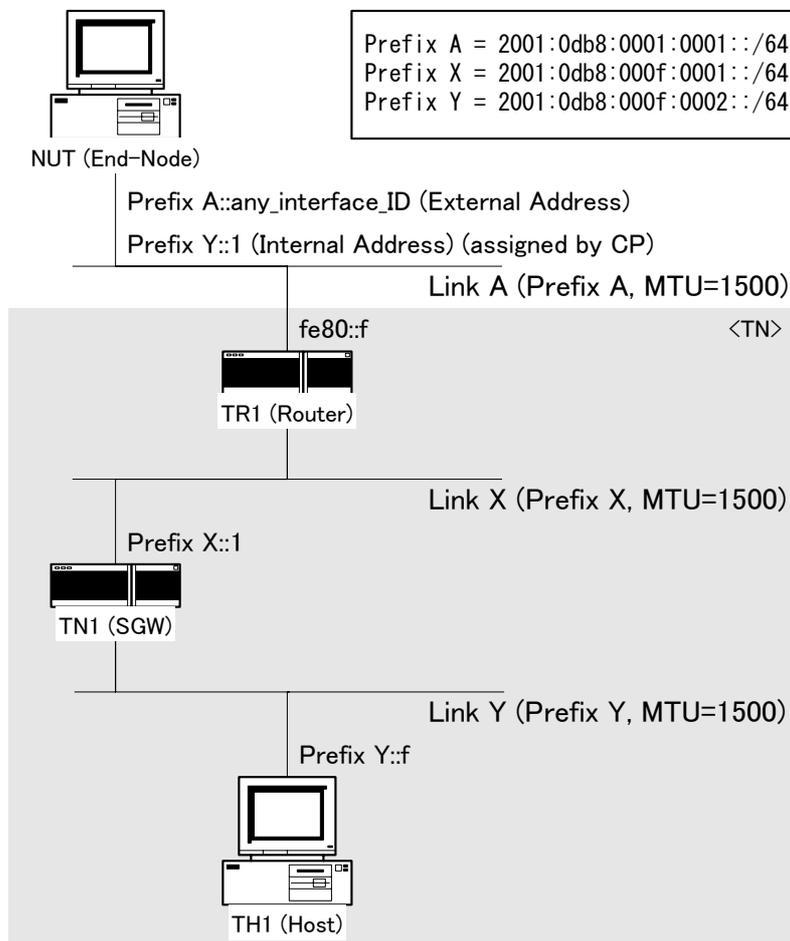 Prefix A = 2001:0db8:0001:0001::/64
Prefix X = 2001:0db8:000f:0001::/64
Prefix Y = 2001:0db8:000f:0002::/64
NUT (End-Node)
Prefix A::any_interface_ID (External Address)
Prefix Y::1 (Internal Address) (assigned by CP)
Link A (Prefix A, MTU=1500)
fe80::f
<TN>
TR1 (Router)
Link X (Prefix X, MTU=1500)
Prefix X::1
TN1 (SGW)
Link Y (Prefix Y, MTU=1500)
Prefix Y::f
TH1 (Host)